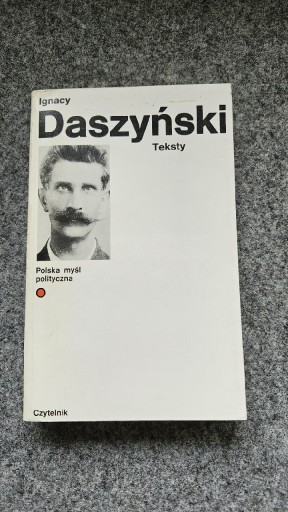 Ignacy
Daszyński
Teksty
Polska myśl
polityczna
Czytelnik